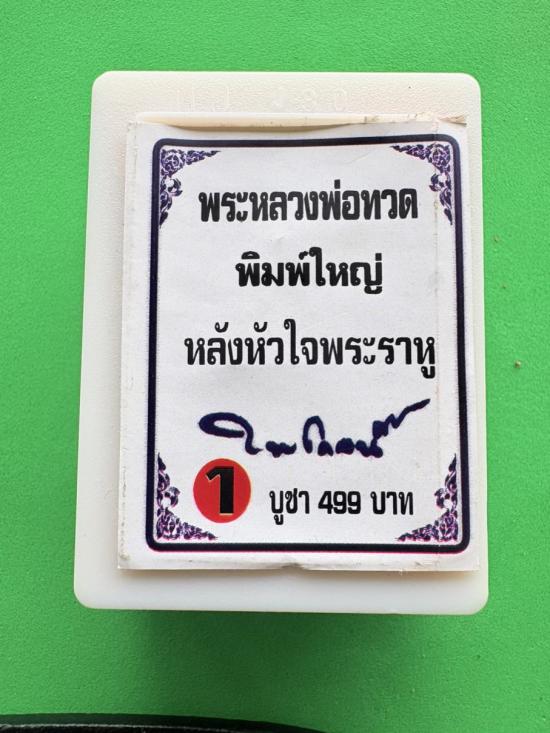 พระหลวงพ่อทวด
พิมพ์ใหญ่
หลังหัวใจพระราหู
1 บูชา 499 บาท